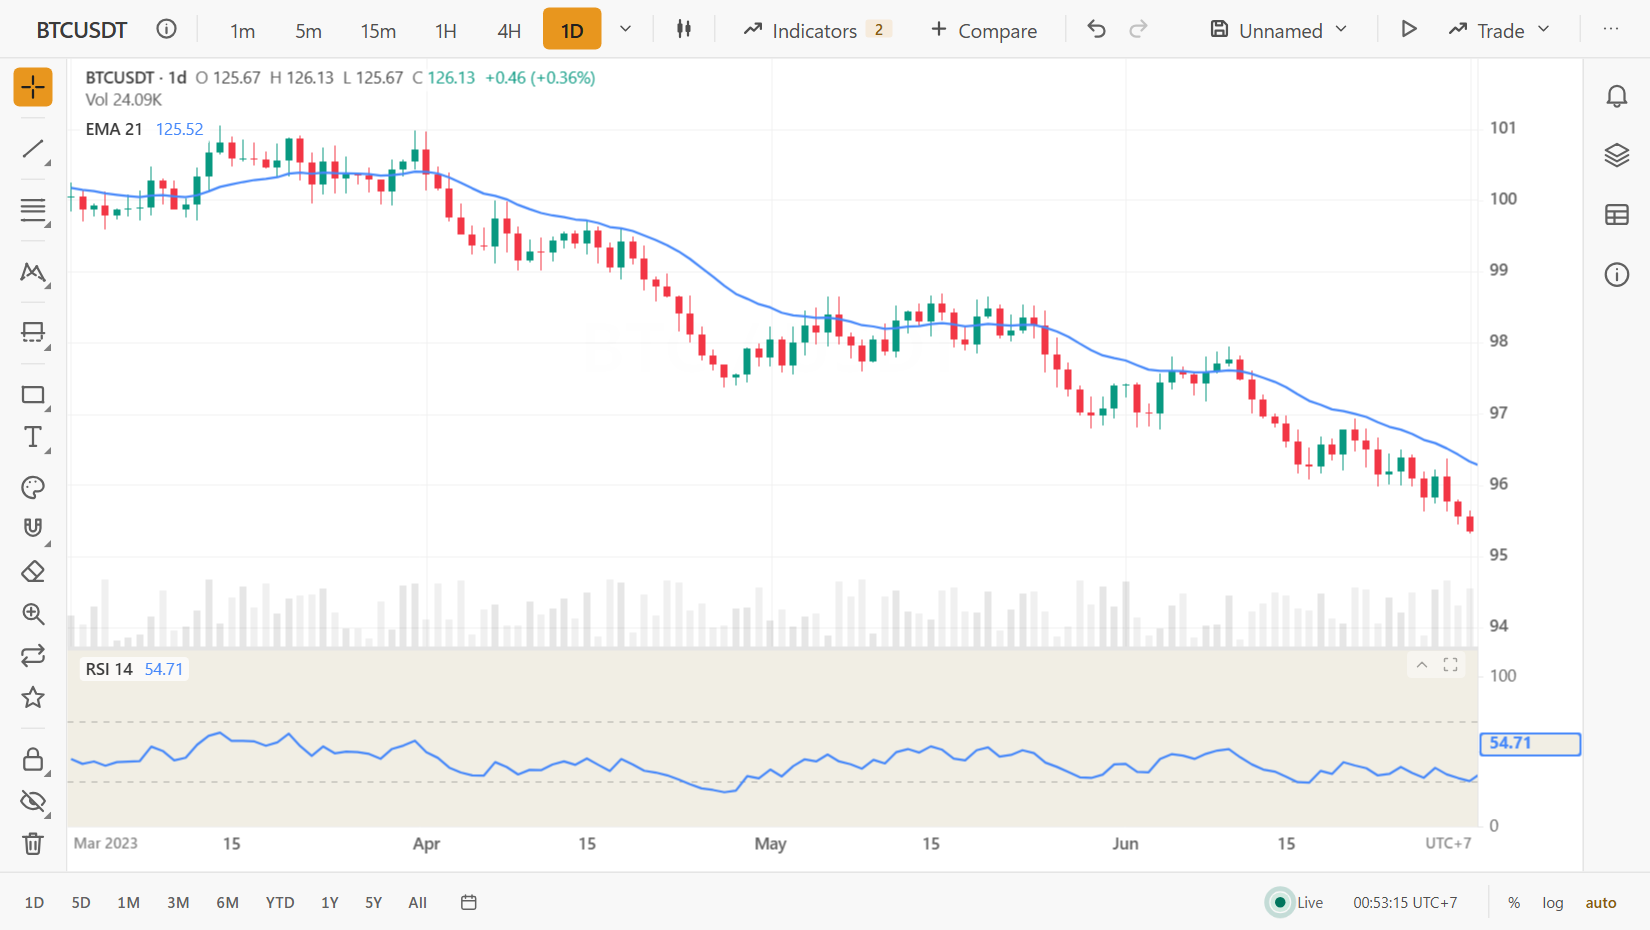 BTCUSDT 1m 5m 15m 1H 4H 1D Indicators 2 Compare Unnamed Trade
BTCUSDT · 1d O 125.67 H 126.13 L 125.67 C 126.13 +0.46 (+0.36%)
Vol 24.09K
EMA 21 125.52
101
100
99
98
97
96
95
94
RSI 14 54.71
100
54.71
0
Mar 2023 15 Apr 15 May 15 Jun 15 UTC+7
1D 5D 1M 3M 6M YTD 1Y 5Y All Live 00:53:15 UTC+7 % log auto